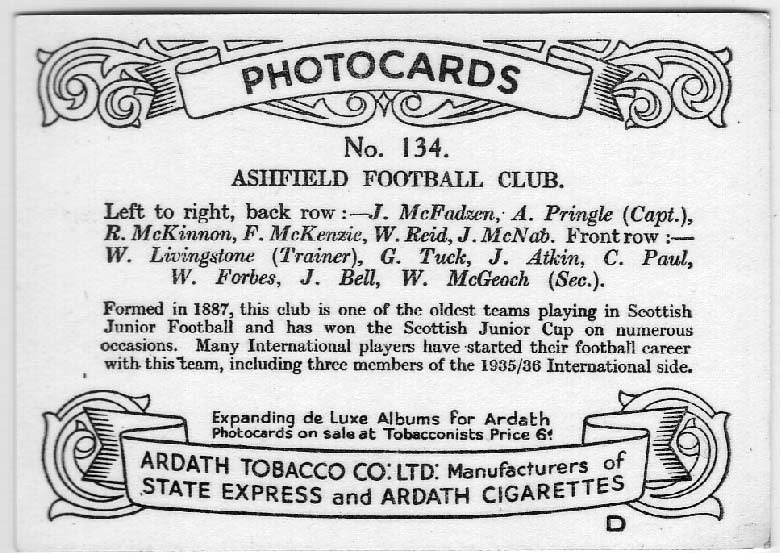 PHOTOCARDS
No. 134.
ASHFIELD FOOTBALL CLUB.
Left to right, back row :—J. McFadzen, A. Pringle (Capt.),
R. McKinnon, F. McKenzie, W. Reid, J. McNab. Front row :—
W. Livingstone (Trainer), G. Tuck, J. Atkin, C. Paul,
W. Forbes, J. Bell, W. McGeoch (Sec.).
Formed in 1887, this club is one of the oldest teams playing in Scottish
Junior Football and has won the Scottish Junior Cup on numerous
occasions. Many International players have started their football career
with this team, including three members of the 1935/36 International side.
Expanding de Luxe Albums for Ardath
Photocards on sale at Tobacconists Price 6ᵈ
ARDATH TOBACCO CO: LTD: Manufacturers of
STATE EXPRESS and ARDATH CIGARETTES
D